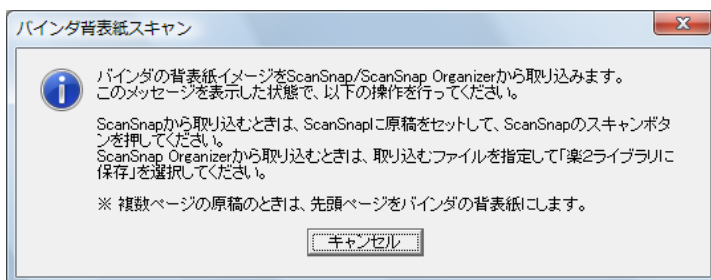 バインダ背表紙スキャン
バインダの背表紙イメージをScanSnap/ScanSnap Organizerから取り込みます。
このメッセージを表示した状態で、以下の操作を行ってください。
ScanSnapから取り込むときは、ScanSnapに原稿をセットして、ScanSnapのスキャンボタ
ンを押してください。
ScanSnap Organizerから取り込むときは、取り込むファイルを指定して「楽2ライブラリに
保存」を選択してください。
※ 複数ページの原稿のときは、先頭ページをバインダの背表紙にします。
キャンセル